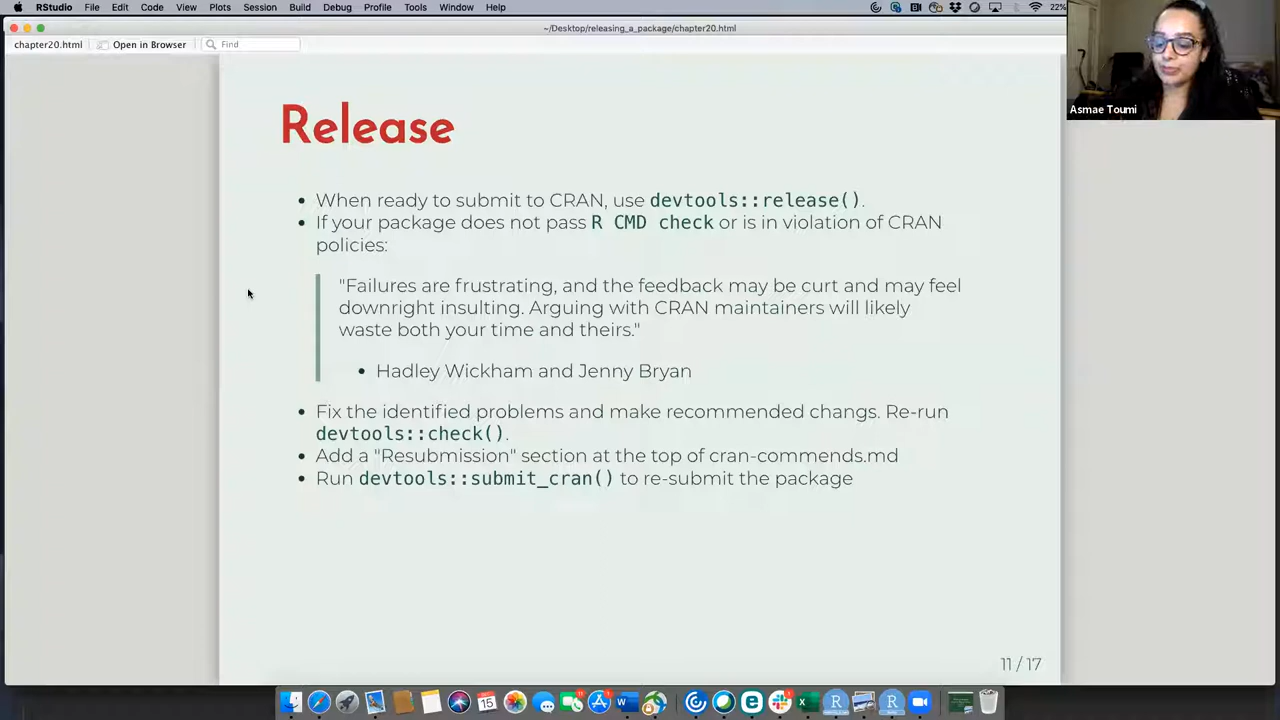 RStudio File Edit Code View Plots Session Build Debug Profile Tools Window Help
22%
~/Desktop/releasing_a_package/chapter20.html
chapter20.html Open in Browser Find
Asmae Toumi
Release
• When ready to submit to CRAN, use devtools::release().
• If your package does not pass R CMD check or is in violation of CRAN
policies:
"Failures are frustrating, and the feedback may be curt and may feel
downright insulting. Arguing with CRAN maintainers will likely
waste both your time and theirs."
• Hadley Wickham and Jenny Bryan
• Fix the identified problems and make recommended changs. Re-run
devtools::check().
• Add a "Resubmission" section at the top of cran-commends.md
• Run devtools::submit_cran() to re-submit the package
11 / 17
15